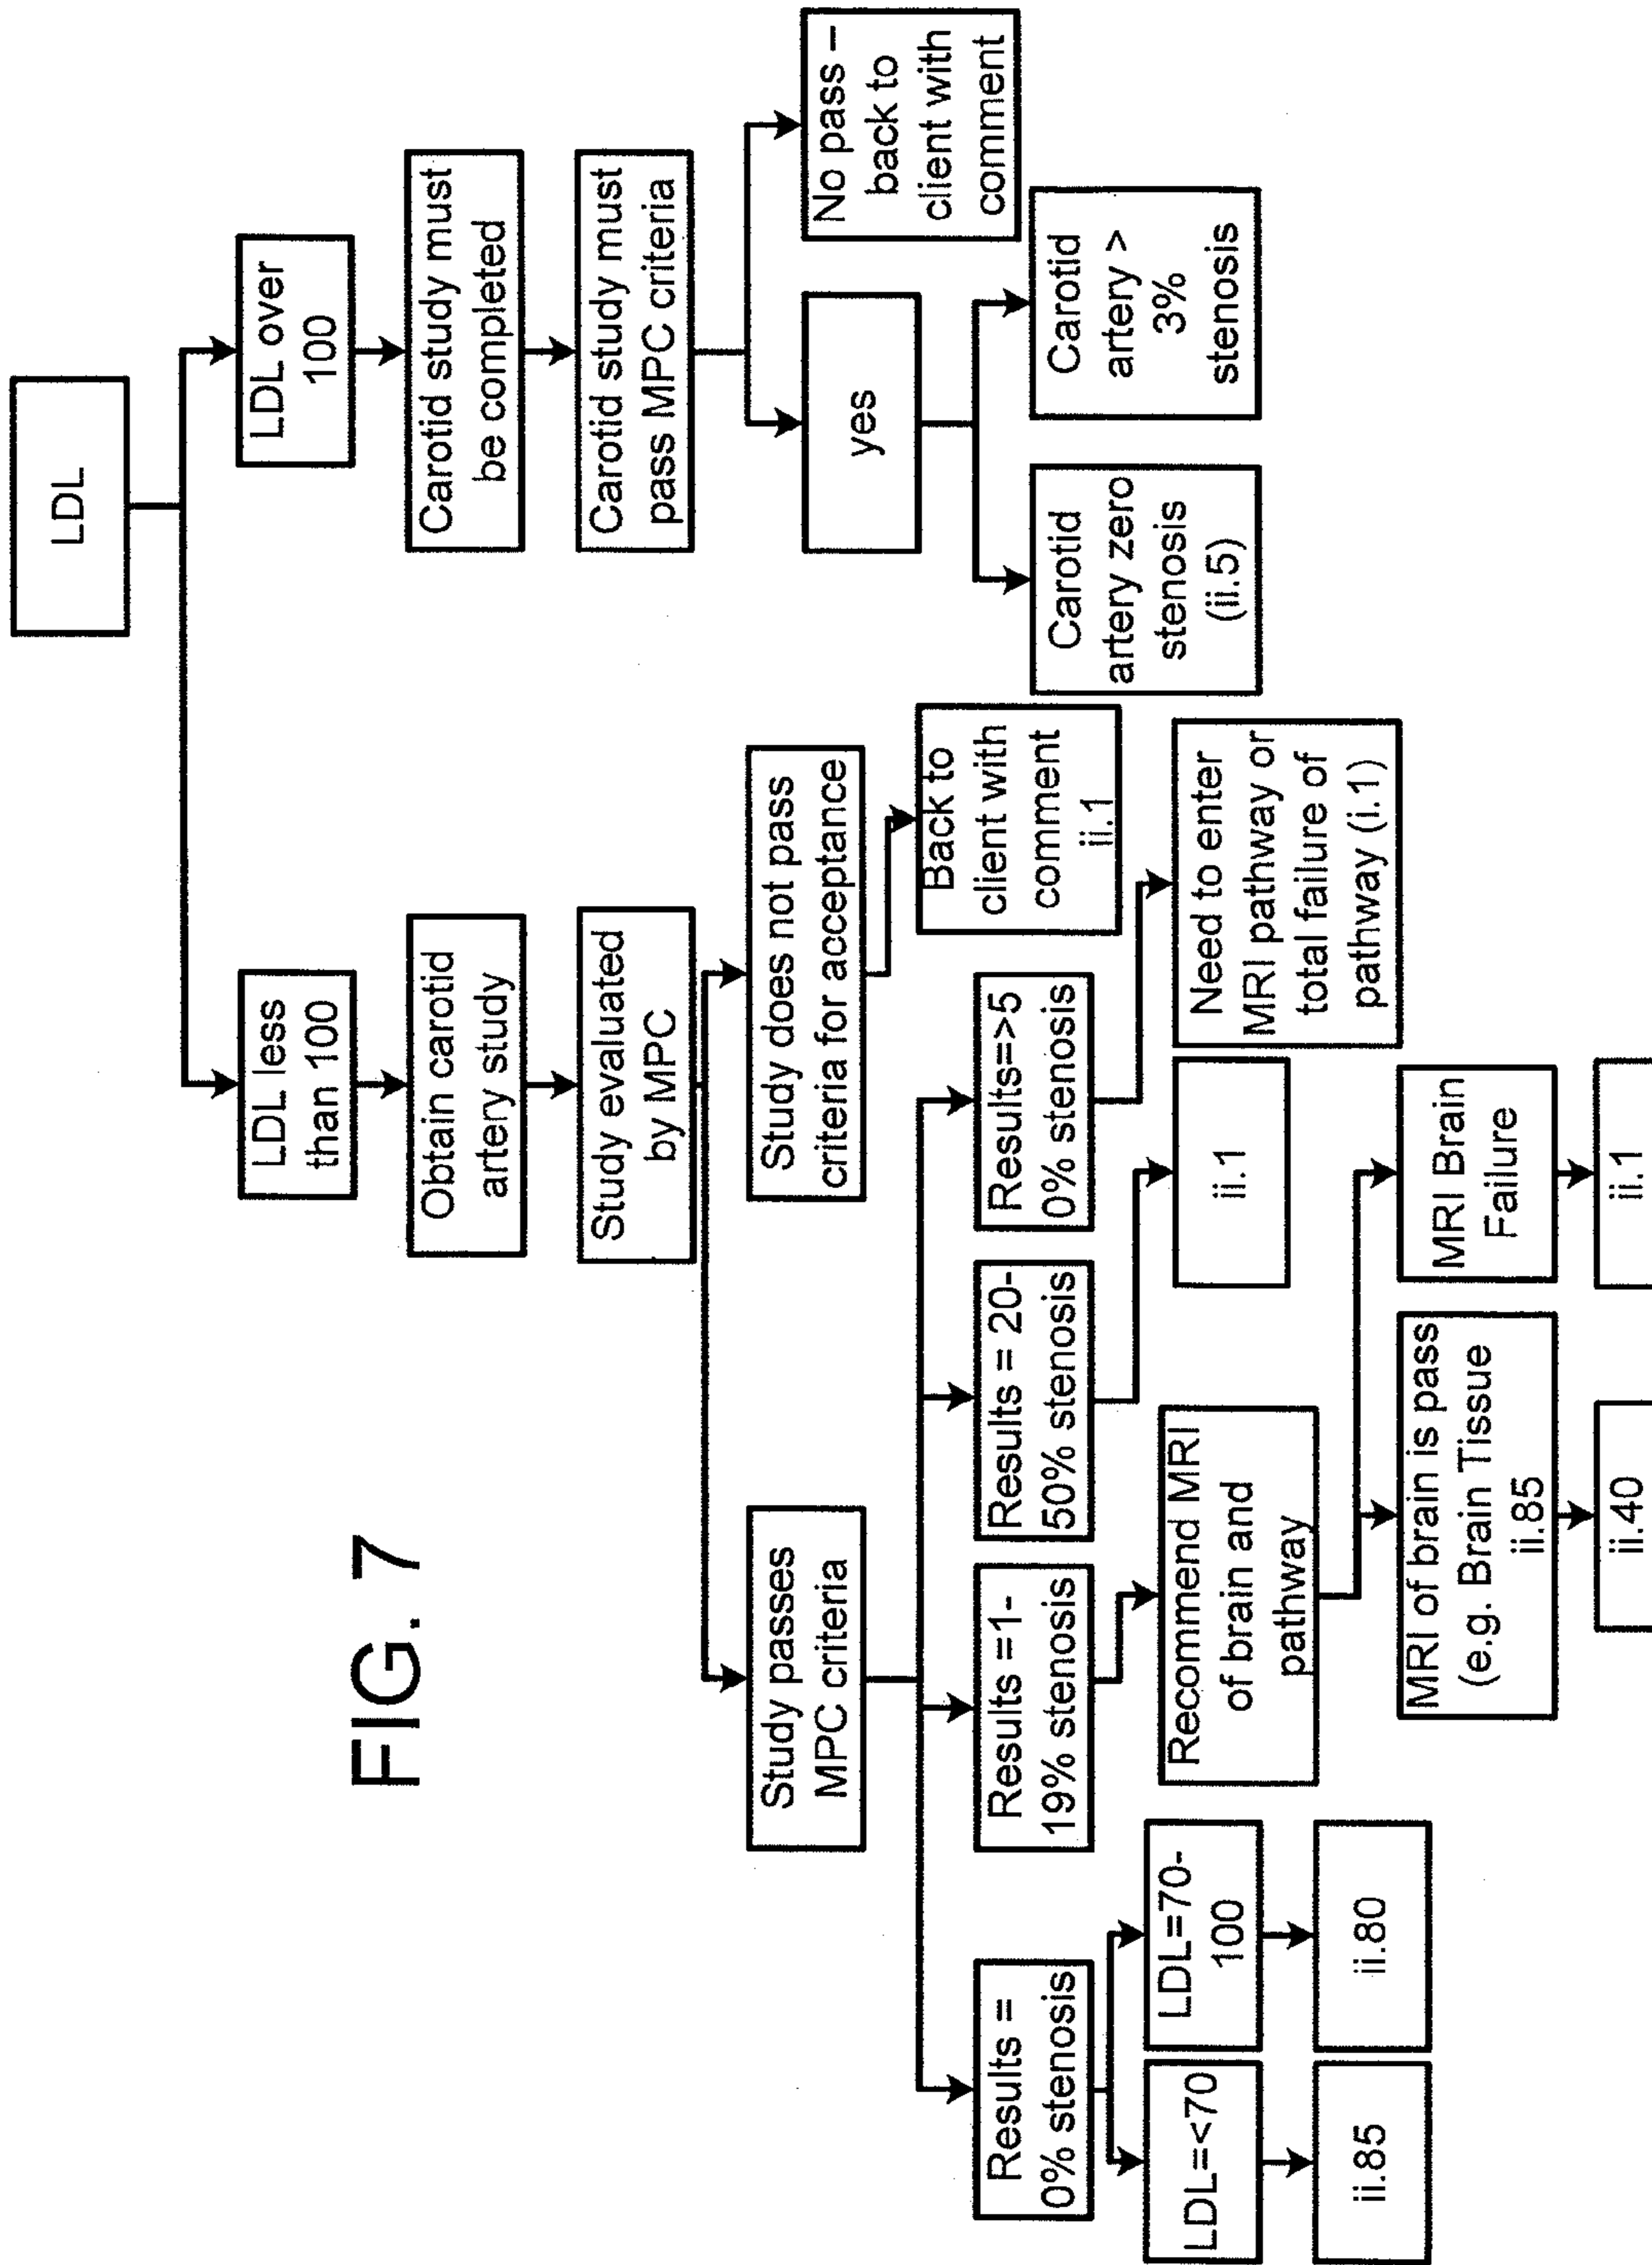 FIG. 7
LDL
LDL less
than 100
Obtain carotid
artery study
Study evaluated
by MPC
Study passes
MPC criteria
Study does not pass
criteria for acceptance
Back to
client with
comment
ii.1
Results =
0% stenosis
Results =1-
19% stenosis
Results = 20-
50% stenosis
Results=>5
0% stenosis
LDL=<70
ii.85
LDL=70-
100
ii.80
Recommend MRI
of brain and
pathway
MRI of brain is pass
(e.g. Brain Tissue
ii.85
ii.40
MRI Brain
Failure
ii.1
ii.1
Need to enter
MRI pathway or
total failure of
pathway (i.1)
LDL over
100
Carotid study must
be completed
Carotid study must
pass MPC criteria
yes
No pass –
back to
client with
comment
Carotid
artery zero
stenosis
(ii.5)
Carotid
artery >
3%
stenosis